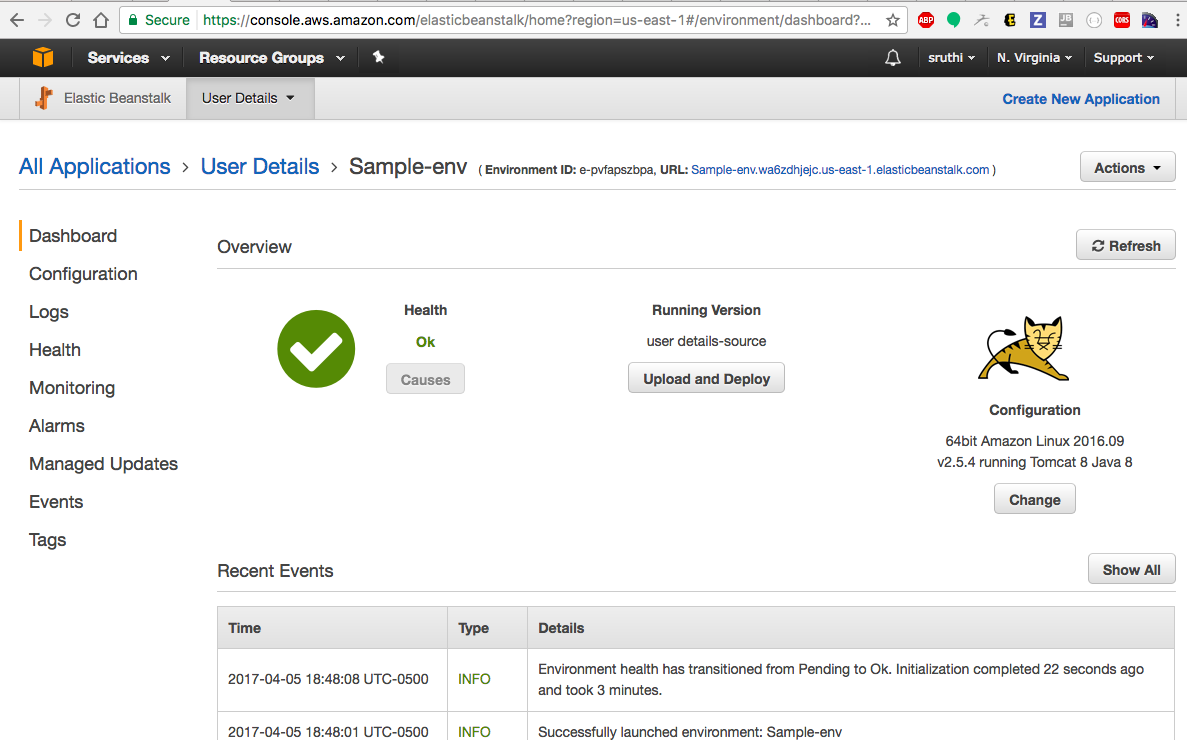 Secure https://console.aws.amazon.com/elasticbeanstalk/home?region=us-east-1#/environment/dashboard?...
ABP E Z JB CORS
Services Resource Groups sruthi N. Virginia Support
Elastic Beanstalk User Details Create New Application
All Applications > User Details > Sample-env ( Environment ID: e-pvfapszbpa, URL: Sample-env.wa6zdhjejc.us-east-1.elasticbeanstalk.com ) Actions
Dashboard
Configuration
Logs
Health
Monitoring
Alarms
Managed Updates
Events
Tags
Overview Refresh
Health
Ok
Causes
Running Version
user details-source
Upload and Deploy
Configuration
64bit Amazon Linux 2016.09
v2.5.4 running Tomcat 8 Java 8
Change
Recent Events Show All
Time Type Details
2017-04-05 18:48:08 UTC-0500 INFO Environment health has transitioned from Pending to Ok. Initialization completed 22 seconds ago
and took 3 minutes.
2017-04-05 18:48:01 UTC-0500 INFO Successfully launched environment: Sample-env